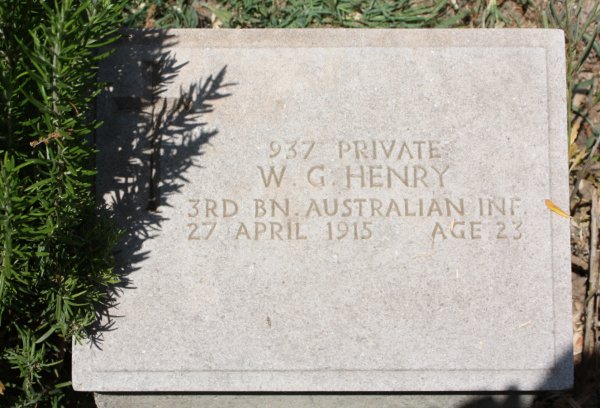 937 PRIVATE
W. G. HENRY
3RD BN. AUSTRALIAN INF.
27 APRIL 1915 AGE 23